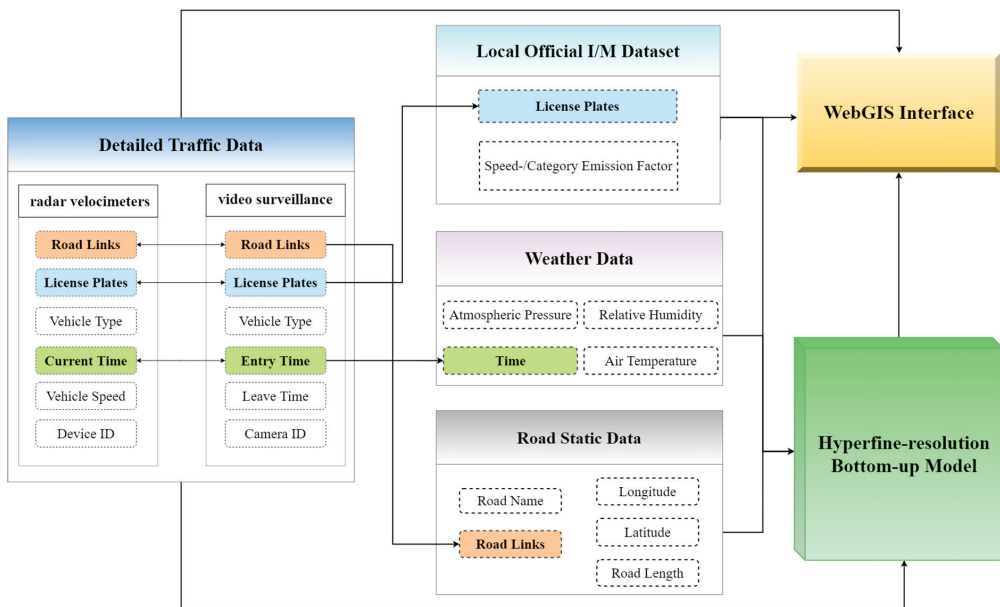 Detailed Traffic Data
radar velocimeters
Road Links
License Plates
Vehicle Type
Current Time
Vehicle Speed
Device ID
video surveillance
Road Links
License Plates
Vehicle Type
Entry Time
Leave Time
Camera ID
Local Official I/M Dataset
License Plates
Speed-/Category Emission Factor
Weather Data
Atmospheric Pressure
Relative Humidity
Time
Air Temperature
Road Static Data
Road Name
Road Links
Longitude
Latitude
Road Length
WebGIS Interface
Hyperfine-resolution
Bottom-up Model